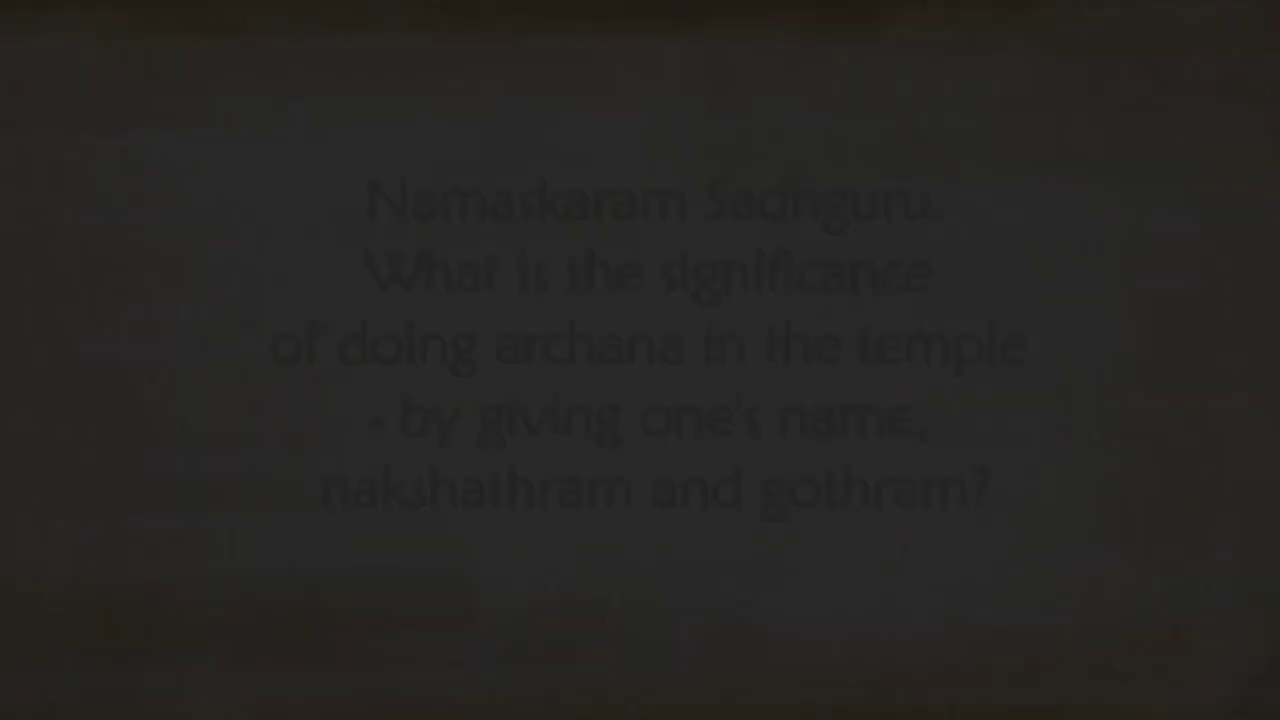 Namaskaram Sadhguru.
What is the significance
of doing archana in the temple
- by giving one's name,
nakshathram and gothram?